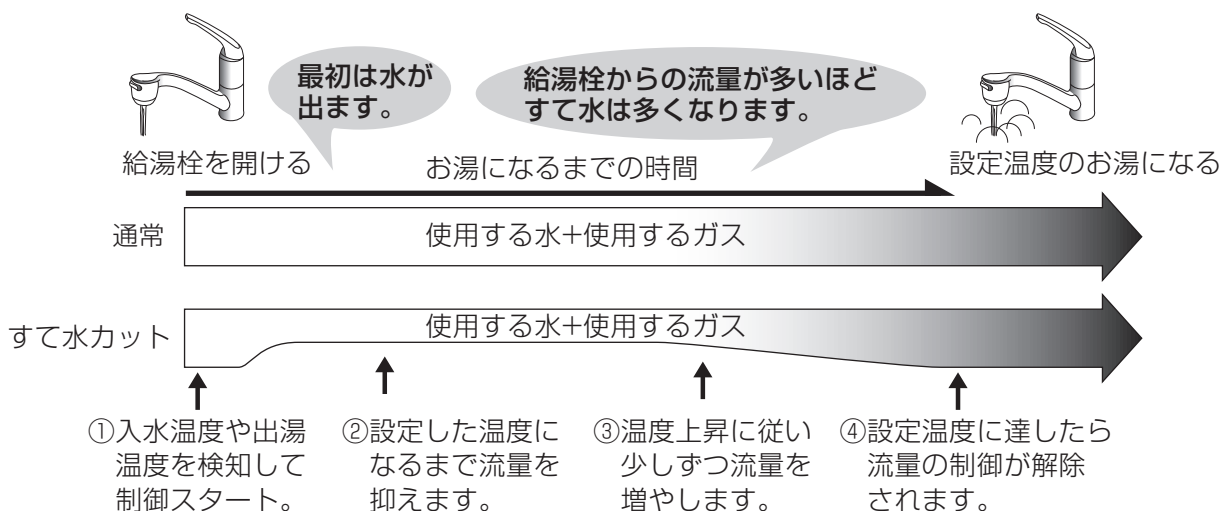 最初は水が
出ます。
給湯栓からの流量が多いほど
すて水は多くなります。
給湯栓を開ける
お湯になるまでの時間
設定温度のお湯になる
通常
使用する水+使用するガス
すて水カット
使用する水+使用するガス
①入水温度や出湯
温度を検知して
制御スタート。
②設定した温度に
なるまで流量を
抑えます。
③温度上昇に従い
少しずつ流量を
増やします。
④設定温度に達したら
流量の制御が解除
されます。